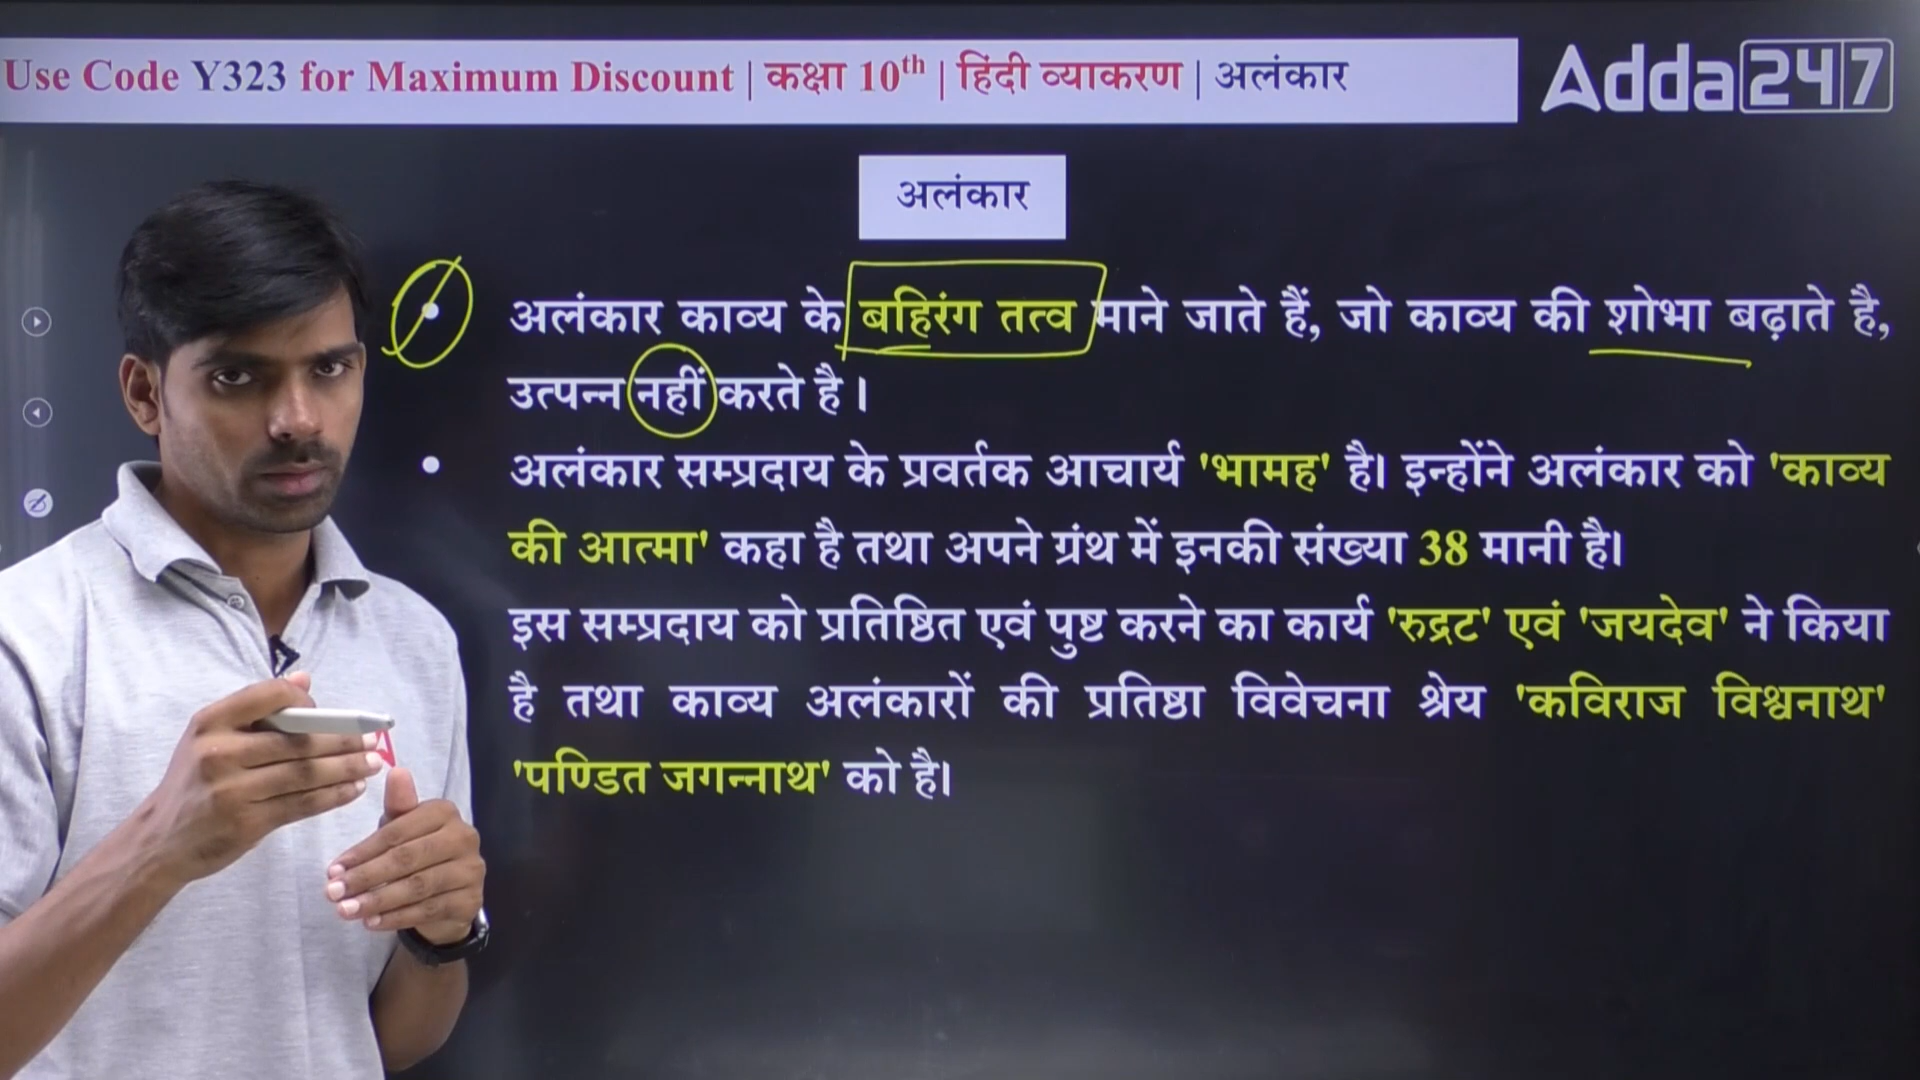 Use Code Y323 for Maximum Discount | कक्षा 10th | हिंदी व्याकरण | अलंकार
Adda247
अलंकार
अलंकार काव्य के बहिरंग तत्व माने जाते हैं, जो काव्य की शोभा बढ़ाते है,
उत्पन्न नहीं करते है।
अलंकार सम्प्रदाय के प्रवर्तक आचार्य 'भामह' है। इन्होंने अलंकार को 'काव्य
की आत्मा' कहा है तथा अपने ग्रंथ में इनकी संख्या 38 मानी है।
इस सम्प्रदाय को प्रतिष्ठित एवं पुष्ट करने का कार्य 'रुद्रट' एवं 'जयदेव' ने किया
है तथा काव्य अलंकारों की प्रतिष्ठा विवेचना श्रेय 'कविराज विश्वनाथ'
'पण्डित जगन्नाथ' को है।